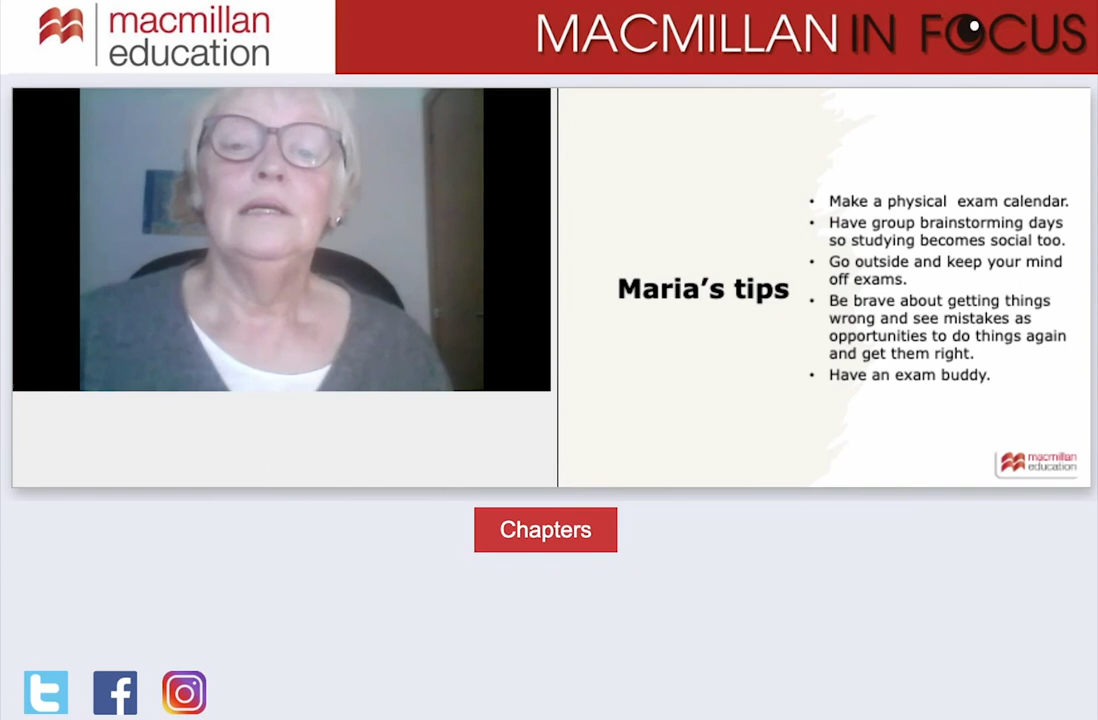 macmillan
education
MACMILLAN IN FOCUS
Maria's tips
• Make a physical exam calendar.
• Have group brainstorming days
so studying becomes social too.
• Go outside and keep your mind
off exams.
• Be brave about getting things
wrong and see mistakes as
opportunities to do things again
and get them right.
• Have an exam buddy.
macmillan
education
Chapters